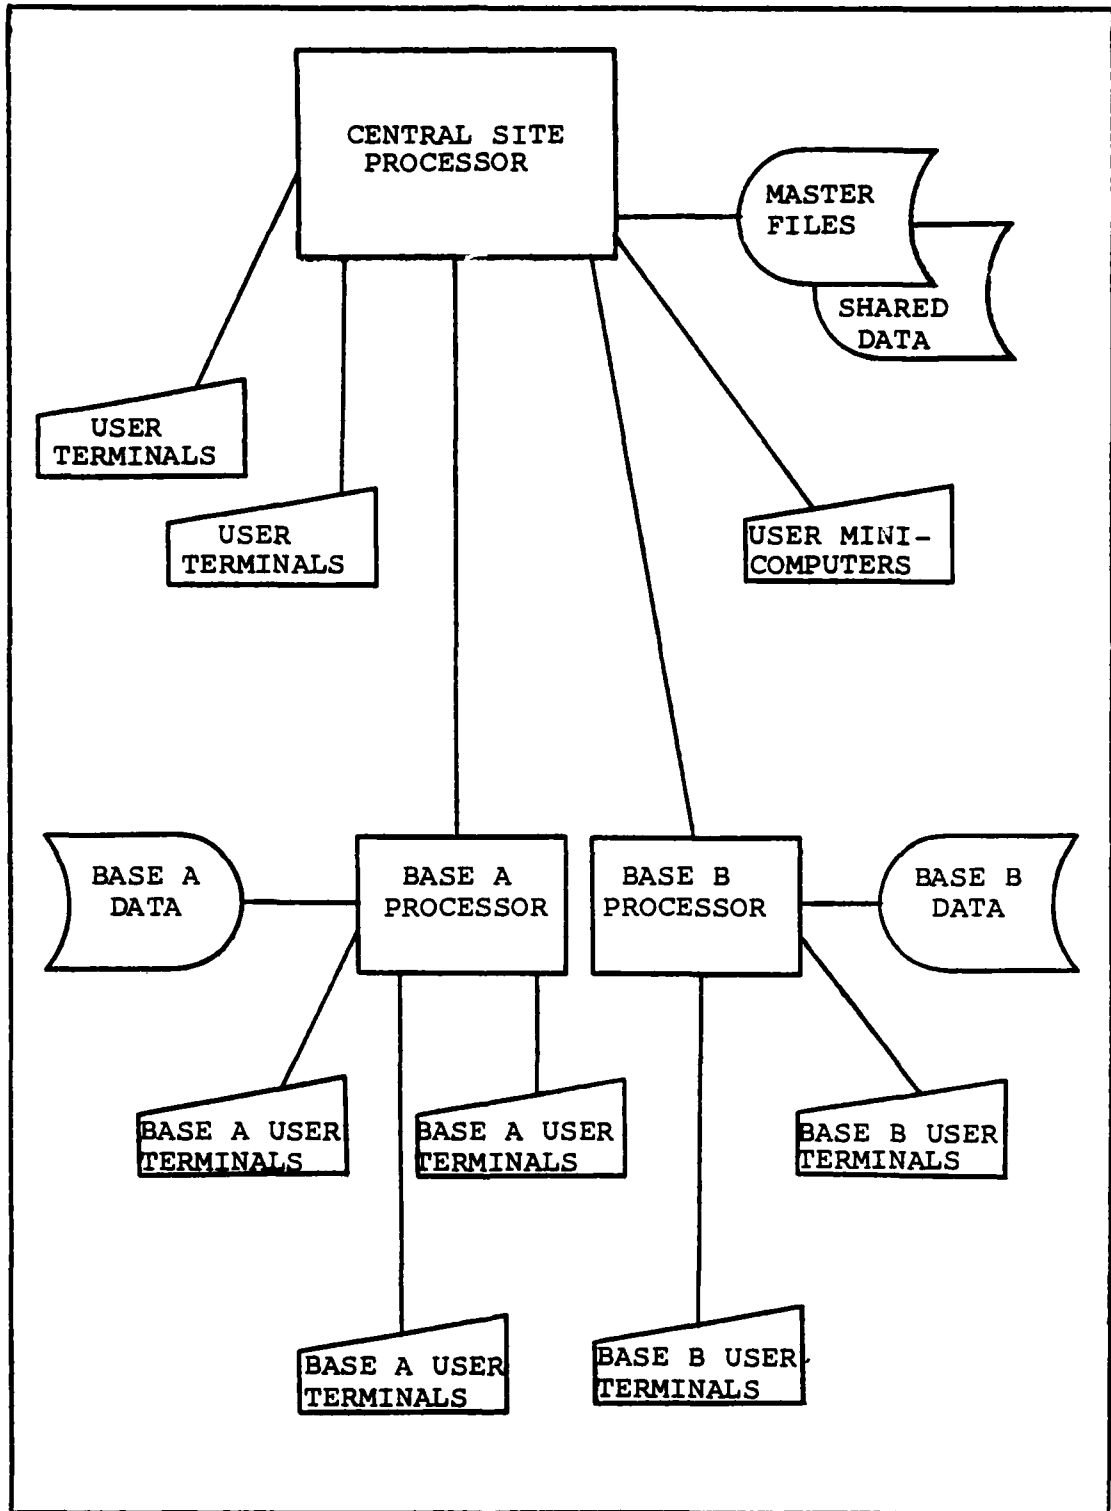 CENTRAL SITE
PROCESSOR
MASTER
FILES
SHARED
DATA
USER
TERMINALS
USER
TERMINALS
USER MINI-
COMPUTERS
BASE A
DATA
BASE A
PROCESSOR
BASE B
PROCESSOR
BASE B
DATA
BASE A USER
TERMINALS
BASE A USER
TERMINALS
BASE B USER
TERMINALS
BASE A USER
TERMINALS
BASE B USER
TERMINALS